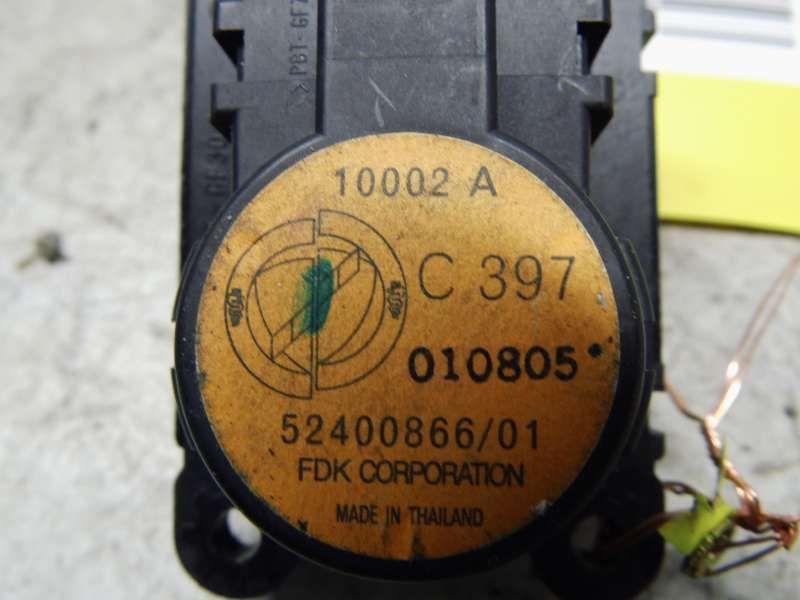 10002 A
C 397
010805
52400866/01
FDK CORPORATION
MADE IN THAILAND